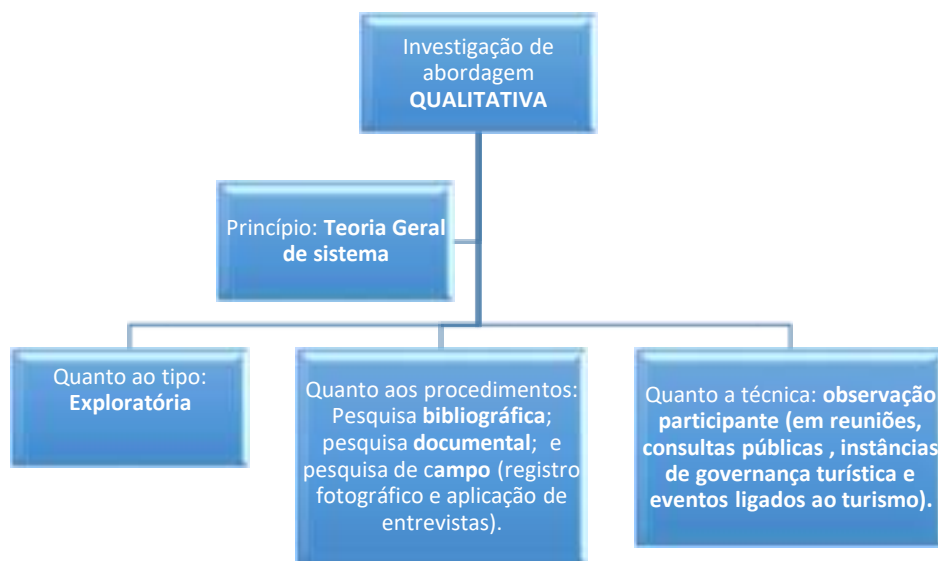 Investigação de
abordagem
QUALITATIVA
Princípio: Teoria Geral
de sistema
Quanto ao tipo:
Exploratória
Quanto aos procedimentos:
Pesquisa bibliográfica;
pesquisa documental; e
pesquisa de campo (registro
fotográfico e aplicação de
entrevistas).
Quanto a técnica: observação
participante (em reuniões,
consultas públicas , instâncias
de governança turística e
eventos ligados ao turismo).